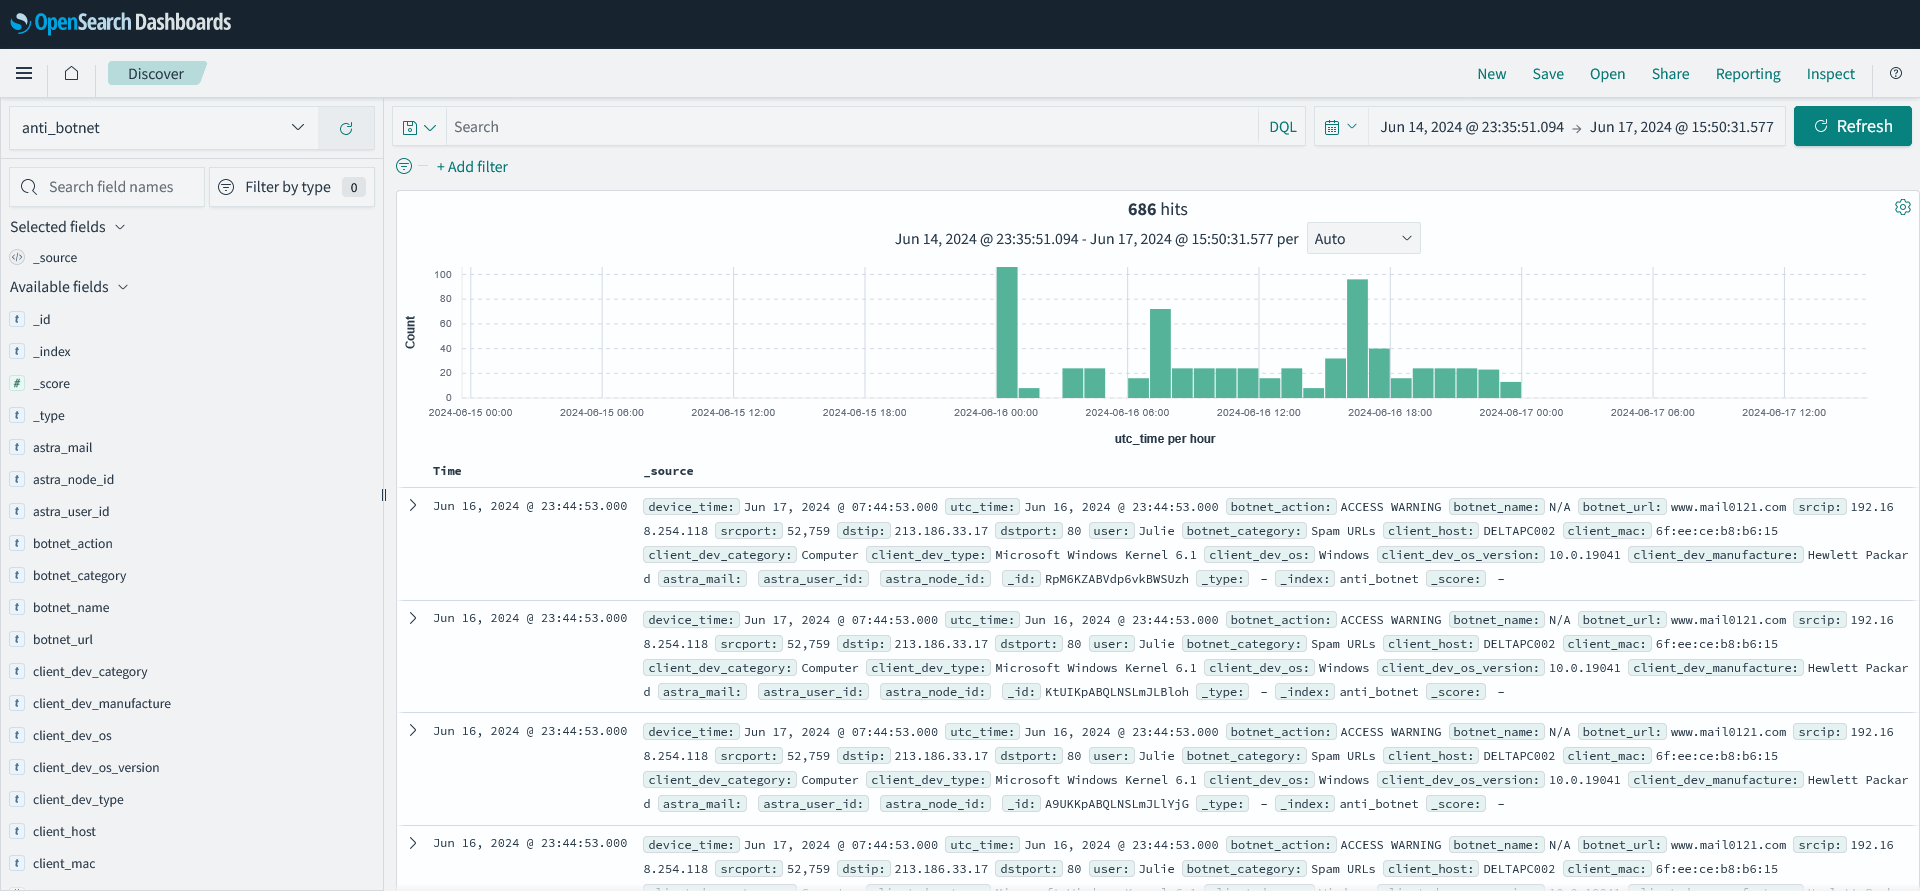 OpenSearch Dashboards
Discover
New Save Open Share Reporting Inspect
anti_botnet
Search
DQL
Jun 14, 2024 @ 23:35:51.094 → Jun 17, 2024 @ 15:50:31.577
Refresh
+ Add filter
Search field names
Filter by type 0
Selected fields
_source
Available fields
t _id
t _index
# _score
t _type
t astra_mail
t astra_node_id
t astra_user_id
t botnet_action
t botnet_category
t botnet_name
t botnet_url
t client_dev_category
t client_dev_manufacture
t client_dev_os
t client_dev_os_version
t client_dev_type
t client_host
t client_mac
686 hits
Jun 14, 2024 @ 23:35:51.094 - Jun 17, 2024 @ 15:50:31.577 per Auto
Count
100
80
60
40
20
0
2024-06-15 00:00 2024-06-15 06:00 2024-06-15 12:00 2024-06-15 18:00 2024-06-16 00:00 2024-06-16 06:00 2024-06-16 12:00 2024-06-16 18:00 2024-06-17 00:00 2024-06-17 06:00 2024-06-17 12:00
utc_time per hour
Time _source
Jun 16, 2024 @ 23:44:53.000 device_time: Jun 17, 2024 @ 07:44:53.000 utc_time: Jun 16, 2024 @ 23:44:53.000 botnet_action: ACCESS WARNING botnet_name: N/A botnet_url: www.mail0121.com srcip: 192.16
8.254.118 srcport: 52,759 dstip: 213.186.33.17 dstport: 80 user: Julie botnet_category: Spam URLs client_host: DELTAPC002 client_mac: 6f:ee:ce:b8:b6:15
client_dev_category: Computer client_dev_type: Microsoft Windows Kernel 6.1 client_dev_os: Windows client_dev_os_version: 10.0.19041 client_dev_manufacture: Hewlett Packar
d astra_mail: astra_user_id: astra_node_id: _id: RpM6KZABVdp6vkBWSUzh _type: - _index: anti_botnet _score: -
Jun 16, 2024 @ 23:44:53.000 device_time: Jun 17, 2024 @ 07:44:53.000 utc_time: Jun 16, 2024 @ 23:44:53.000 botnet_action: ACCESS WARNING botnet_name: N/A botnet_url: www.mail0121.com srcip: 192.16
8.254.118 srcport: 52,759 dstip: 213.186.33.17 dstport: 80 user: Julie botnet_category: Spam URLs client_host: DELTAPC002 client_mac: 6f:ee:ce:b8:b6:15
client_dev_category: Computer client_dev_type: Microsoft Windows Kernel 6.1 client_dev_os: Windows client_dev_os_version: 10.0.19041 client_dev_manufacture: Hewlett Packar
d astra_mail: astra_user_id: astra_node_id: _id: KtUIKpABQLNSLmJLBloh _type: - _index: anti_botnet _score: -
Jun 16, 2024 @ 23:44:53.000 device_time: Jun 17, 2024 @ 07:44:53.000 utc_time: Jun 16, 2024 @ 23:44:53.000 botnet_action: ACCESS WARNING botnet_name: N/A botnet_url: www.mail0121.com srcip: 192.16
8.254.118 srcport: 52,759 dstip: 213.186.33.17 dstport: 80 user: Julie botnet_category: Spam URLs client_host: DELTAPC002 client_mac: 6f:ee:ce:b8:b6:15
client_dev_category: Computer client_dev_type: Microsoft Windows Kernel 6.1 client_dev_os: Windows client_dev_os_version: 10.0.19041 client_dev_manufacture: Hewlett Packar
d astra_mail: astra_user_id: astra_node_id: _id: A9UKKpABQLNSLmJLlYjG _type: - _index: anti_botnet _score: -
Jun 16, 2024 @ 23:44:53.000 device_time: Jun 17, 2024 @ 07:44:53.000 utc_time: Jun 16, 2024 @ 23:44:53.000 botnet_action: ACCESS WARNING botnet_name: N/A botnet_url: www.mail0121.com srcip: 192.16
8.254.118 srcport: 52,759 dstip: 213.186.33.17 dstport: 80 user: Julie botnet_category: Spam URLs client_host: DELTAPC002 client_mac: 6f:ee:ce:b8:b6:15